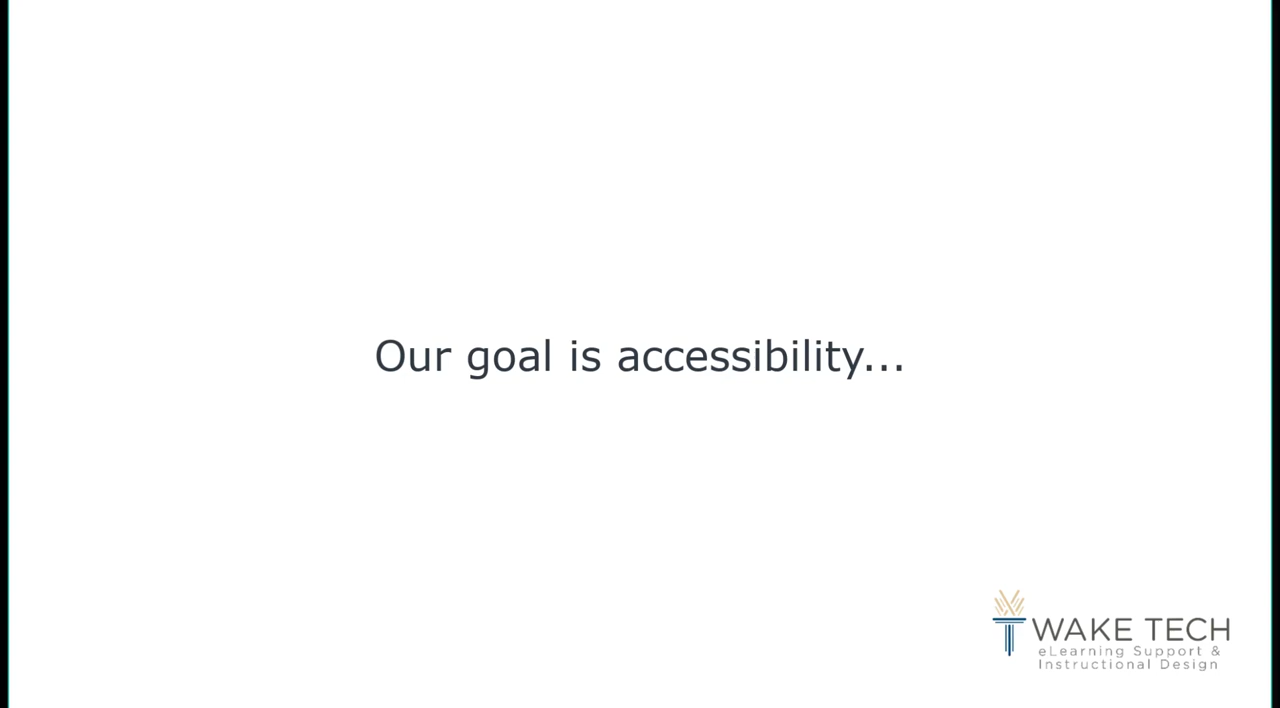 Our goal is accessibility...
WAKE TECH
eLearning Support &
Instructional Design